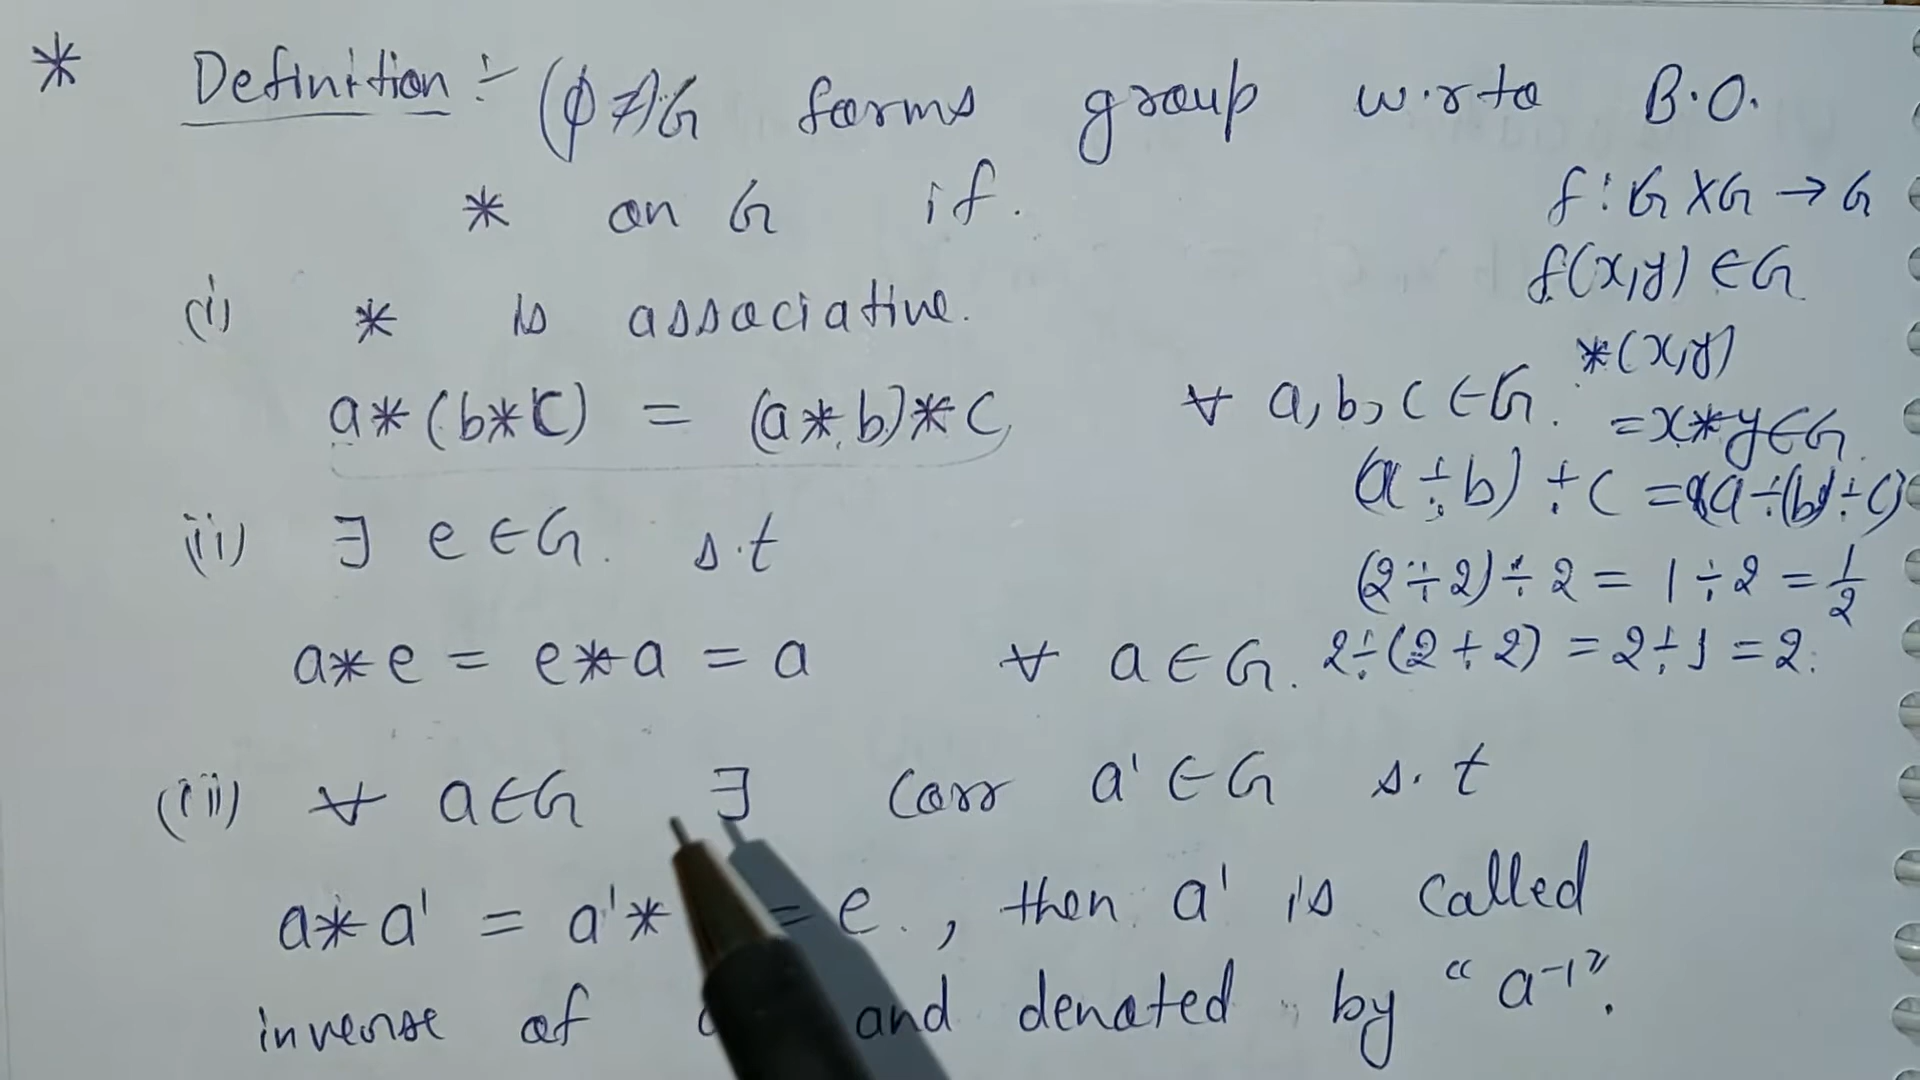 * Definition :- (ϕ ≠) G forms group w.r to B.O.
* on G if.
f : G X G → G
f(x,y) ∈ G
(i) * is associative.
*(x,y)
a*(b*c) = (a*b)*c, ∀ a,b,c ∈ G.
= x*y ∈ G.
(a ÷ b) ÷ c = (a ÷ (b ÷ c)
(ii) ∃ e ∈ G. s.t
(2 ÷ 2) ÷ 2 = 1 ÷ 2 = 1/2
a*e = e*a = a ∀ a ∈ G.
2 ÷ (2 ÷ 2) = 2 ÷ 1 = 2.
(iii) ∀ a ∈ G ∃ corr a' ∈ G s.t
a* a' = a'* = e. , then a' is called
inverse of and denoted by "a⁻¹".